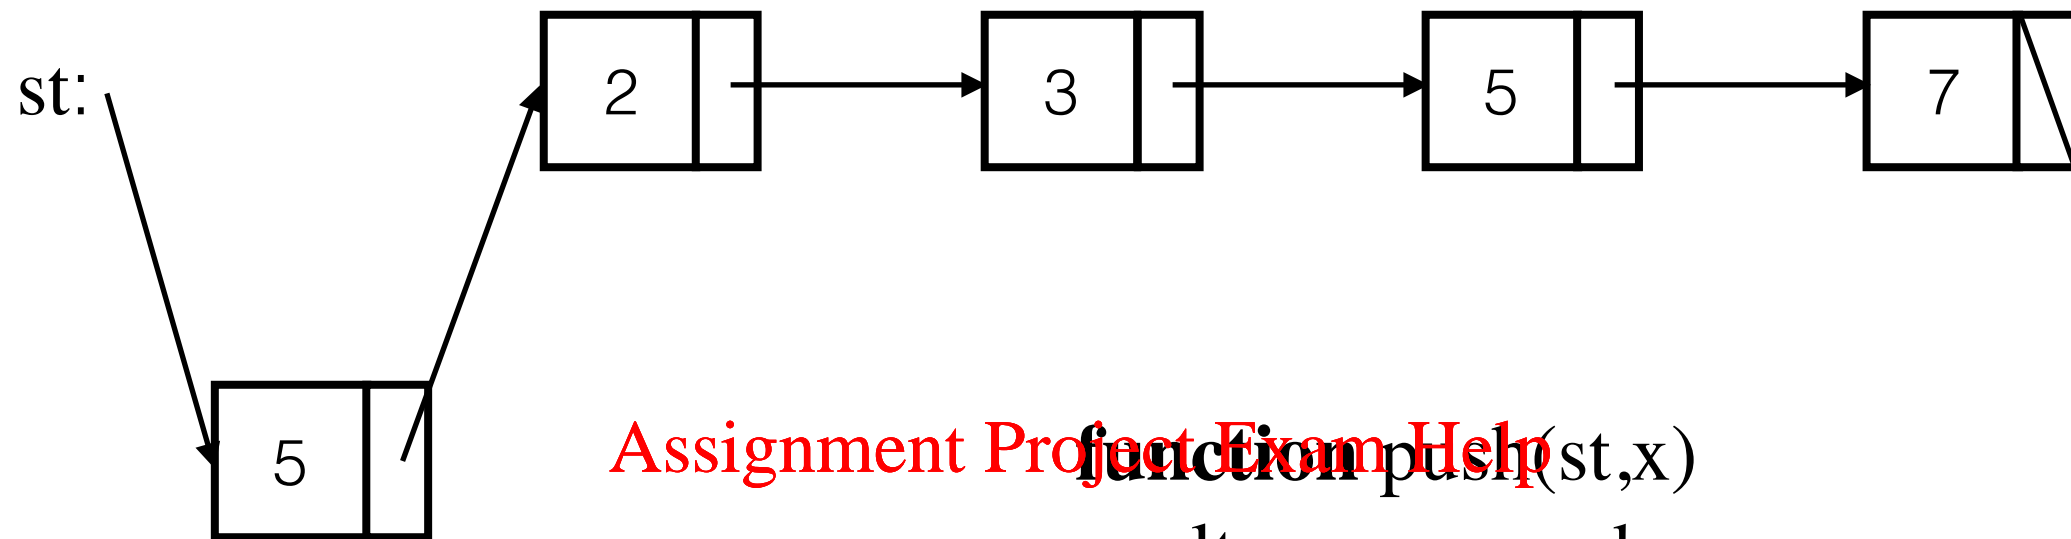 st:
2 3 5 7
5
Assignment Project Exam Help
function push(st,x)